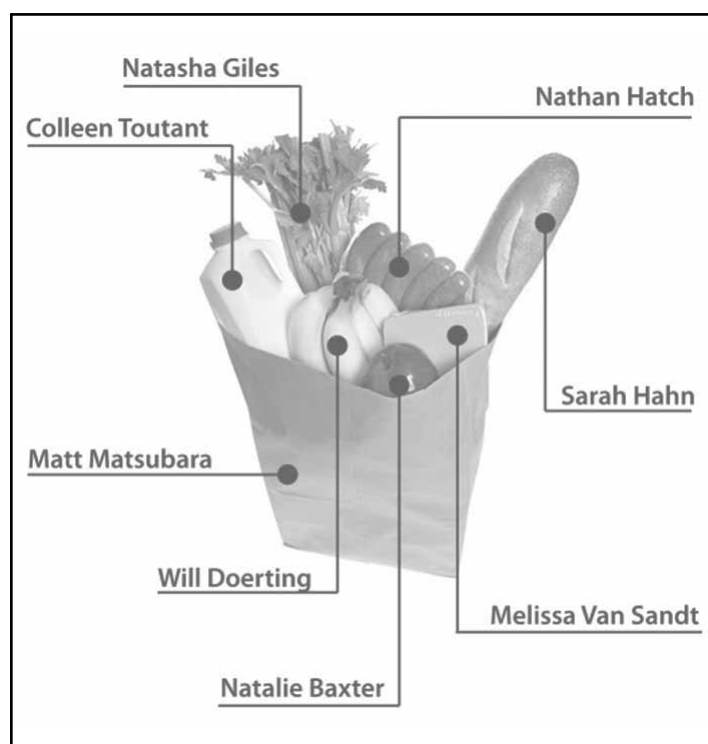 Natasha Giles
Nathan Hatch
Colleen Toutant
Sarah Hahn
Matt Matsubara
Will Doerting
Melissa Van Sandt
Natalie Baxter